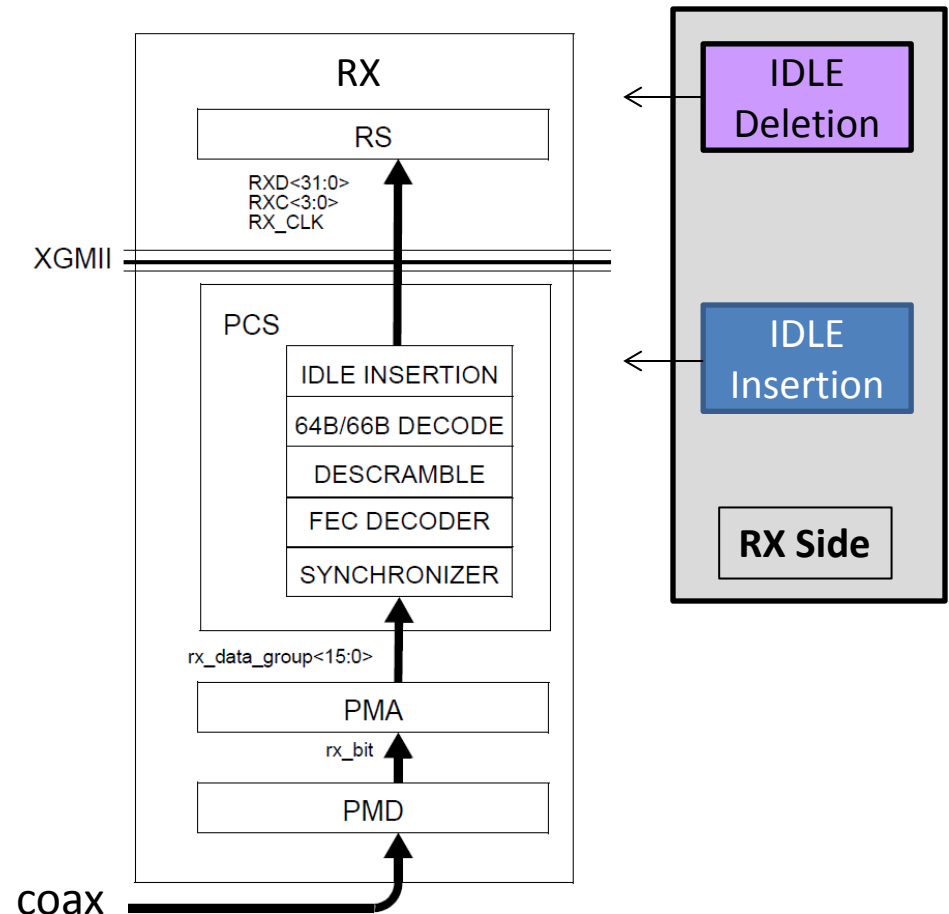 RX
RS
RXD<31:0>
RXC<3:0>
RX_CLK
XGMII
PCS
IDLE INSERTION
64B/66B DECODE
DESCRAMBLE
FEC DECODER
SYNCHRONIZER
rx_data_group<15:0>
PMA
rx_bit
PMD
coax
IDLE
Deletion
IDLE
Insertion
RX Side